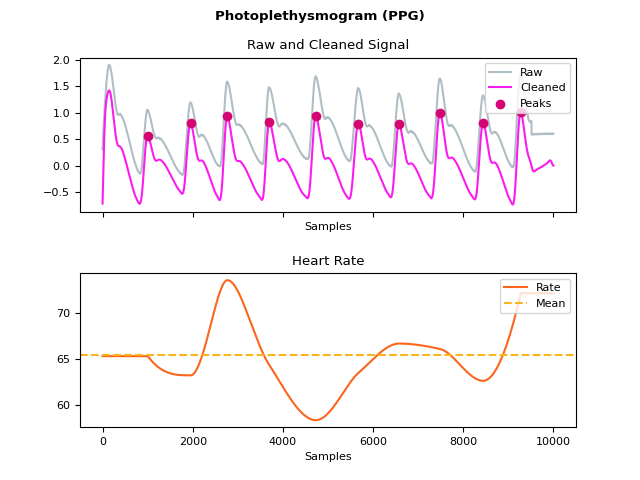 Photoplethysmogram (PPG)
Raw and Cleaned Signal
2.0
1.5
1.0
0.5
0.0
−0.5
Raw
Cleaned
Peaks
Samples
Heart Rate
70
65
60
Rate
Mean
0 2000 4000 6000 8000 10000
Samples